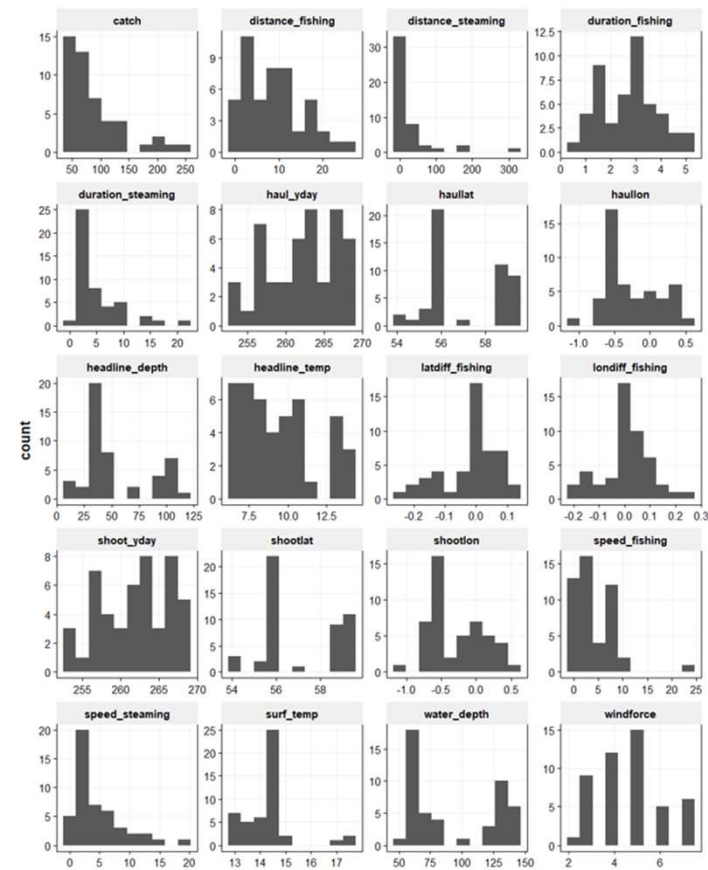 catch
15
10
5
0
50 100 150 200 250
distance_fishing
9
6
3
0
0 10 20
distance_steaming
30
20
10
0
0 100 200 300
duration_fishing
12.5
10.0
7.5
5.0
2.5
0.0
0 1 2 3 4 5
duration_steaming
25
20
15
10
5
0
0 5 10 15 20
haul_yday
8
6
4
2
0
255 260 265 270
haullat
20
15
10
5
0
54 56 58
haullon
15
10
5
0
-1.0 -0.5 0.0 0.5
count
headline_depth
20
15
10
5
0
0 25 50 75 100 125
headline_temp
6
4
2
0
7.5 10.0 12.5
latdiff_fishing
15
10
5
0
-0.2 -0.1 0.0 0.1
londiff_fishing
15
10
5
0
-0.2 -0.1 0.0 0.1 0.2 0.3
shoot_yday
8
6
4
2
0
255 260 265 270
shootlat
20
15
10
5
0
54 56 58
shootlon
15
10
5
0
-1.0 -0.5 0.0 0.5
speed_fishing
15
10
5
0
0 5 10 15 20 25
speed_steaming
20
15
10
5
0
0 5 10 15 20
surf_temp
25
20
15
10
5
0
13 14 15 16 17
water_depth
15
10
5
0
50 75 100 125 150
windforce
15
10
5
0
2 4 6